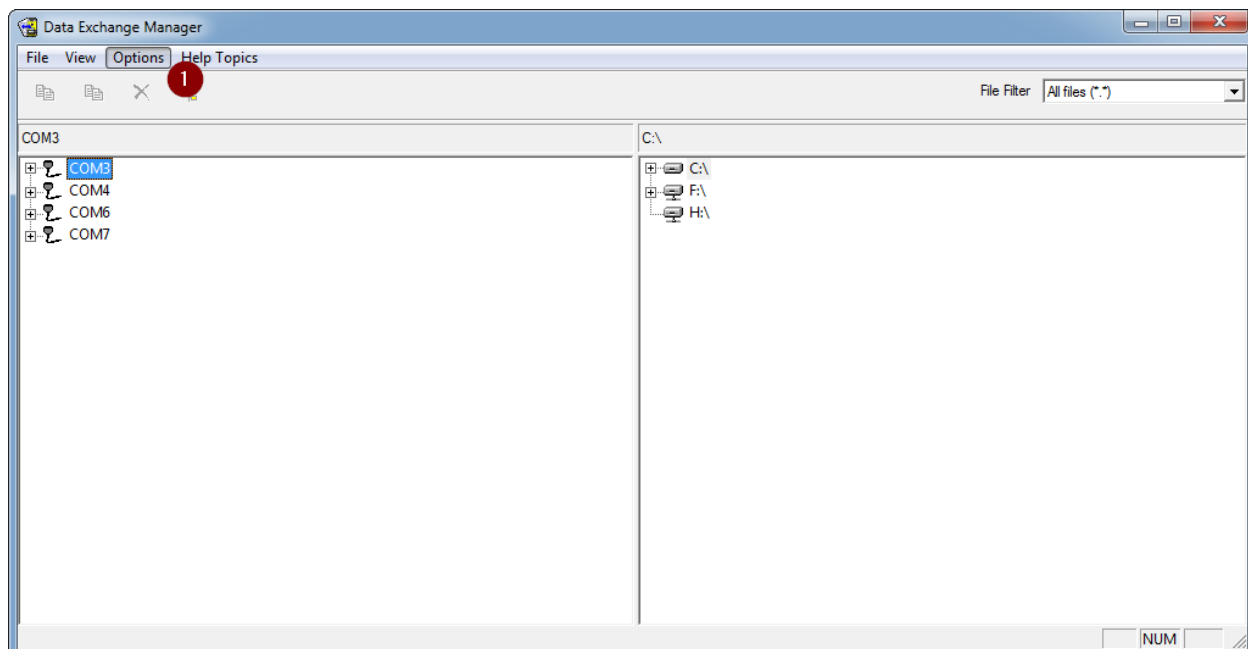 Data Exchange Manager
File View Options Help Topics
1
File Filter All files (*.*)
COM3
C:\
COM3
COM4
COM6
COM7
C:\
F:\
H:\
NUM